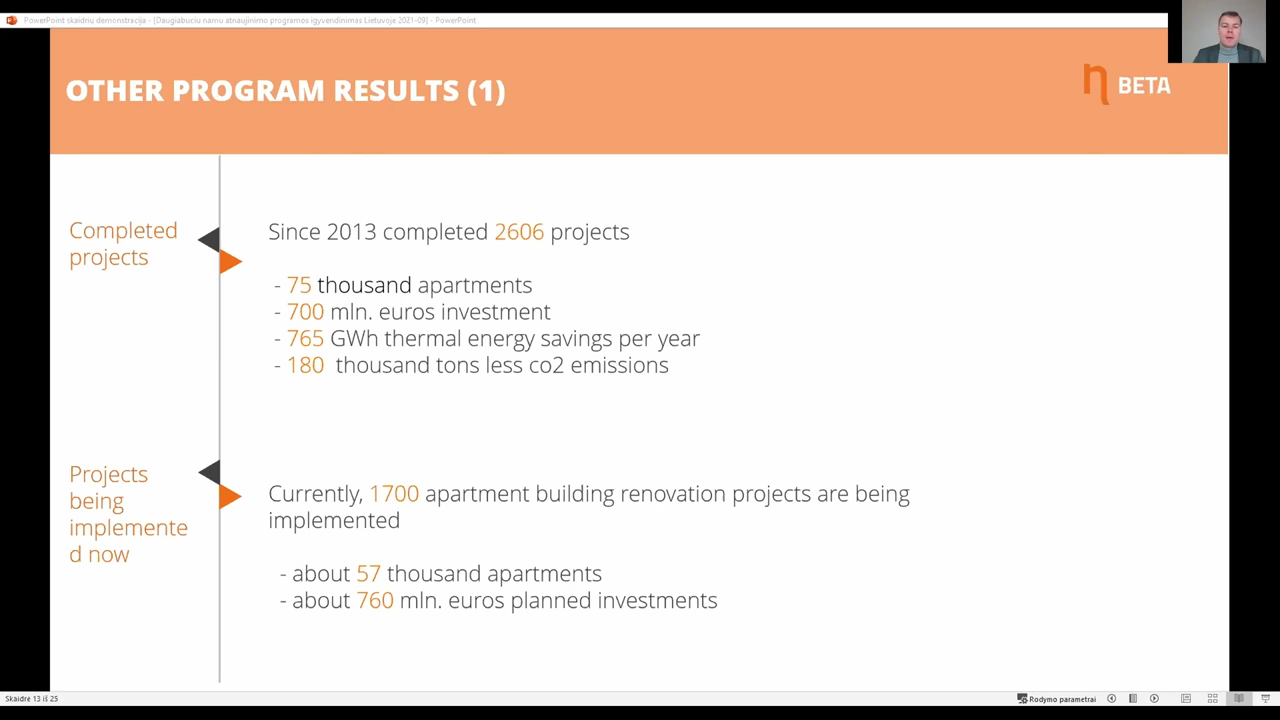 PowerPoint skaidrių demonstracija - [Daugiabuciu namu atnaujinimo programos igyvendinimas Lietuvoje 2021-09] - PowerPoint
OTHER PROGRAM RESULTS (1)
η BETA
Completed
projects
Since 2013 completed 2606 projects
- 75 thousand apartments
- 700 mln. euros investment
- 765 GWh thermal energy savings per year
- 180 thousand tons less co2 emissions
Projects
being
implemente
d now
Currently, 1700 apartment building renovation projects are being
implemented
- about 57 thousand apartments
- about 760 mln. euros planned investments
Skaidrė 13 iš 25
Rodymo parametrai